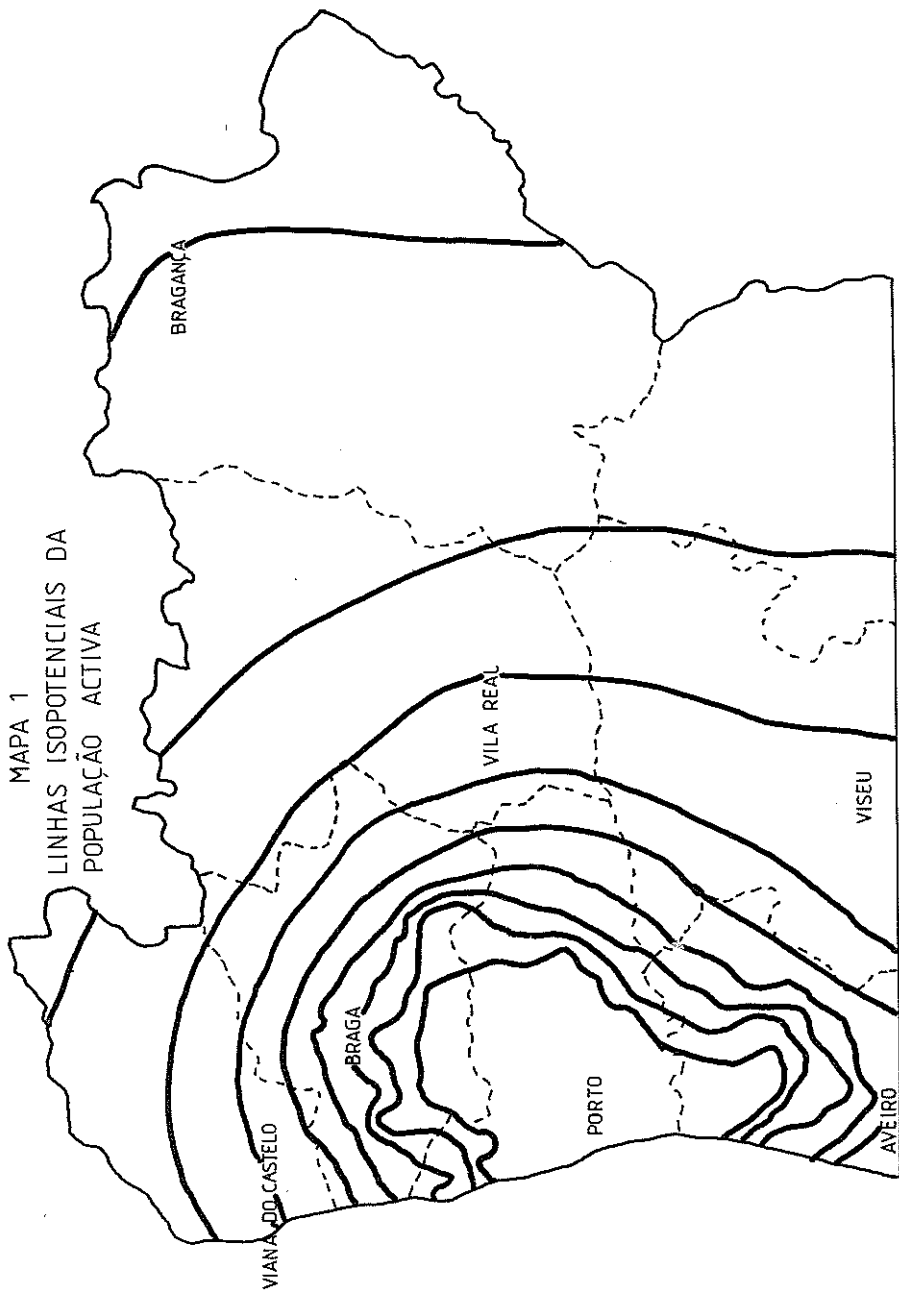 MAPA 1
LINHAS ISOPOTENCIAIS DA
POPULAÇÃO ACTIVA
BRAGANÇA
VILA REAL
VISEU
BRAGA
VIANA DO CASTELO
PORTO
AVEIRO